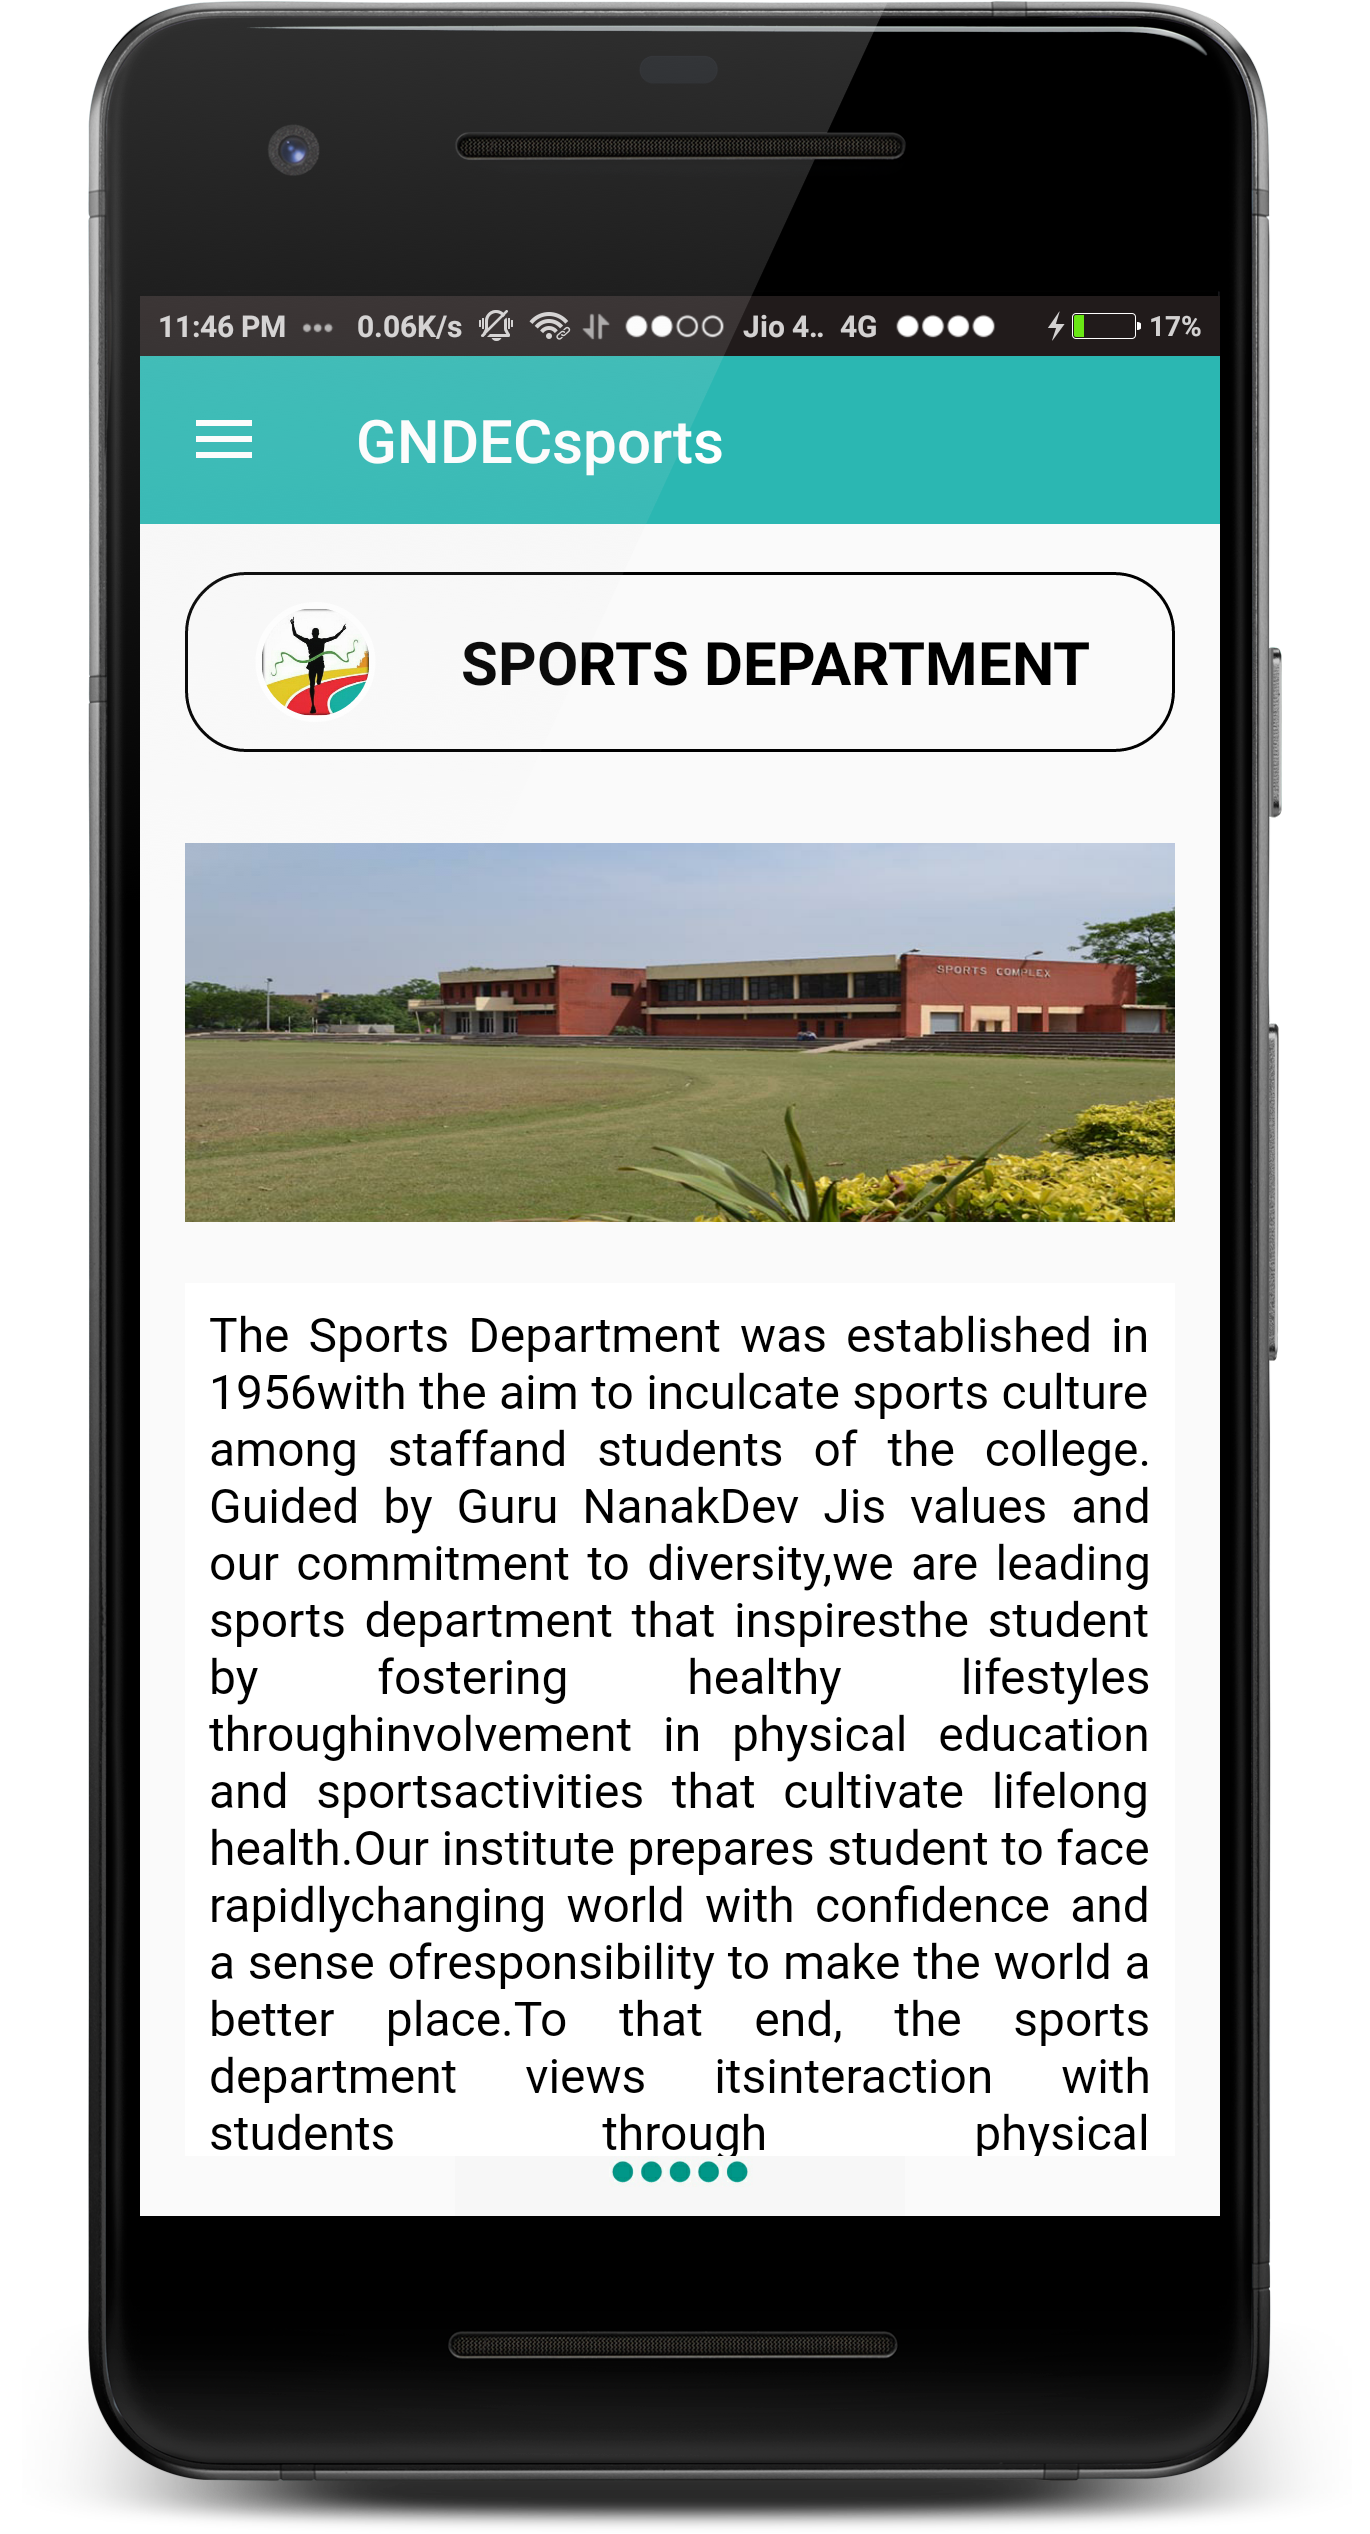 11:46 PM ... 0.06K/s Jio 4.. 4G 17%
GNDECsports
SPORTS DEPARTMENT
SPORTS COMPLEX
The Sports Department was established in
1956with the aim to inculcate sports culture
among staffand students of the college.
Guided by Guru NanakDev Jis values and
our commitment to diversity,we are leading
sports department that inspiresthe student
by fostering healthy lifestyles
throughinvolvement in physical education
and sportsactivities that cultivate lifelong
health.Our institute prepares student to face
rapidlychanging world with confidence and
a sense ofresponsibility to make the world a
better place.To that end, the sports
department views itsinteraction with
students through physical